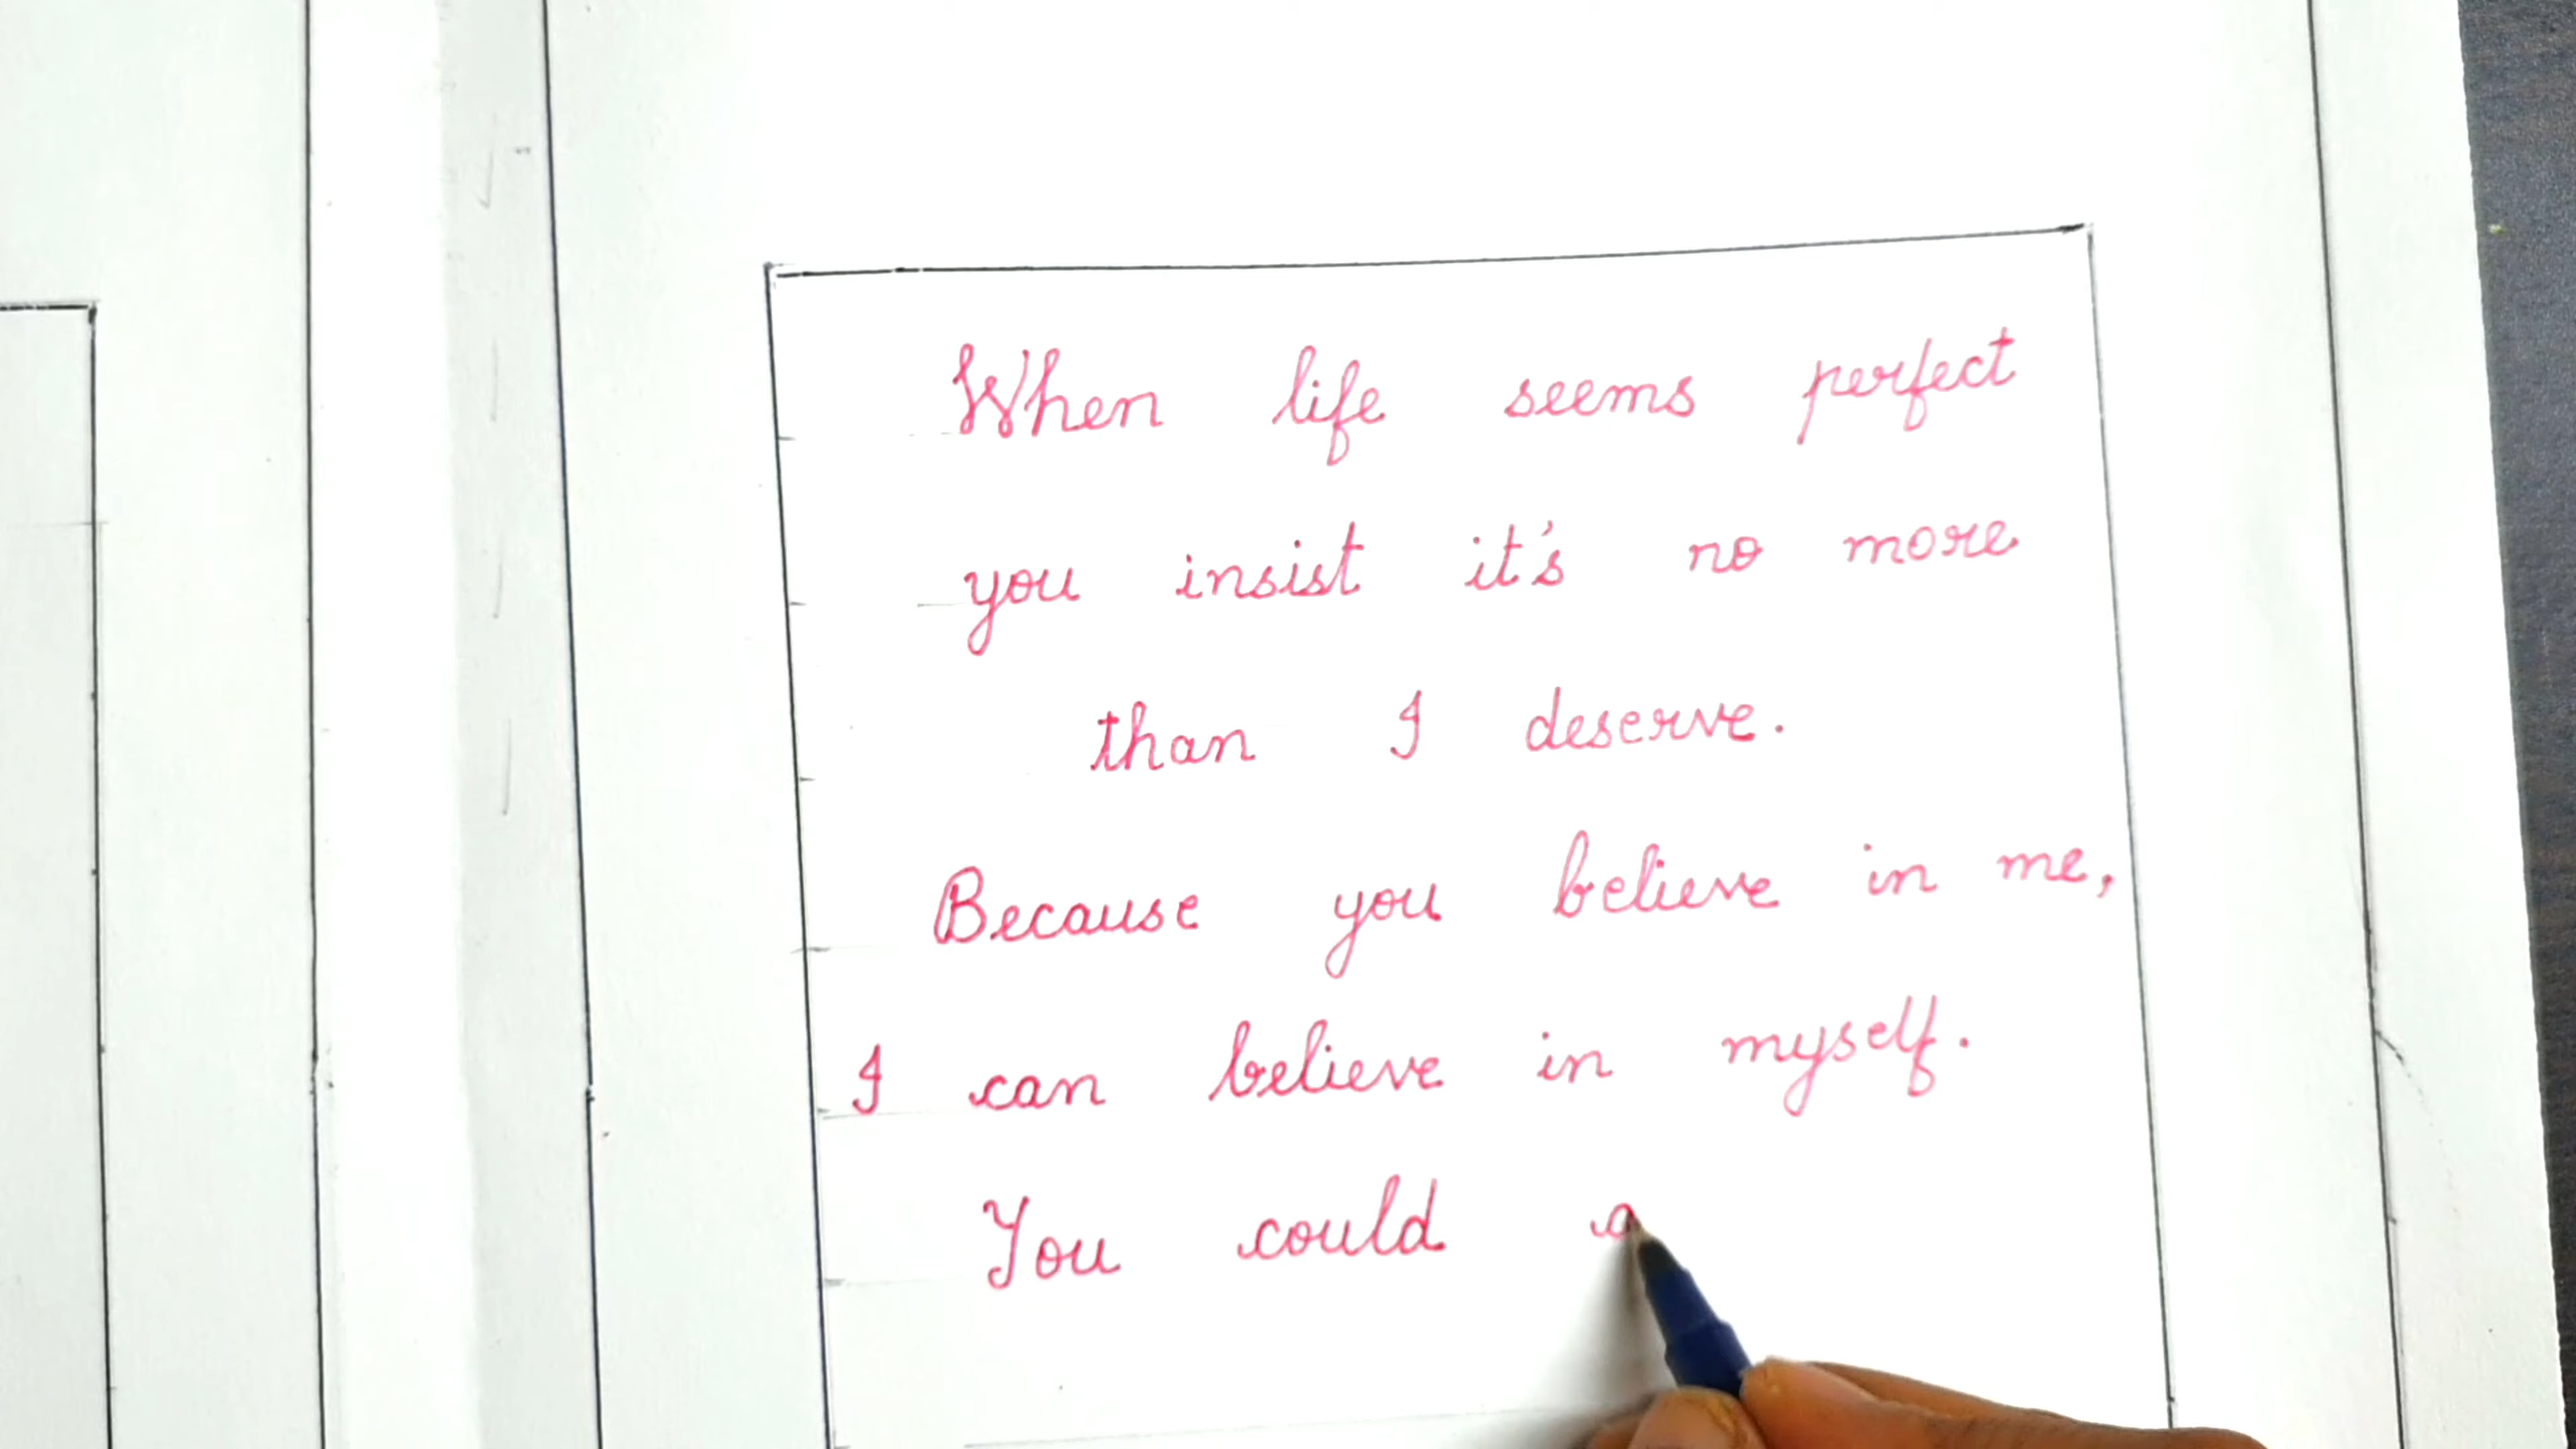 When life seems perfect
you insist it's no more
than I deserve.
Because you believe in me,
I can believe in myself.
You could a